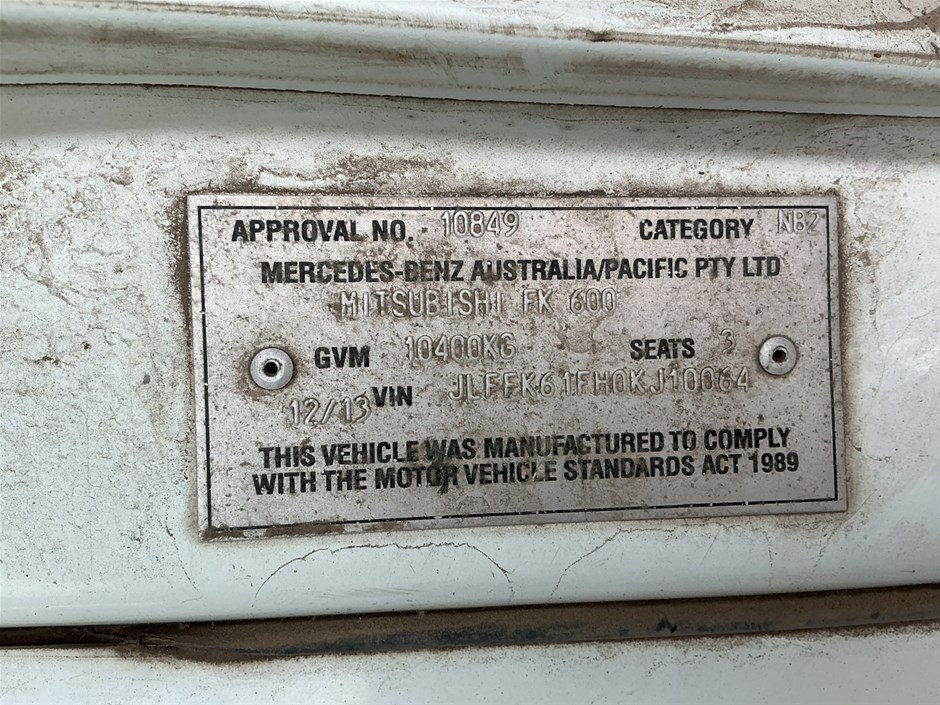 APPROVAL NO. 10849 CATEGORY NB2
MERCEDES-BENZ AUSTRALIA/PACIFIC PTY LTD
MITSUBISHI FK 600
GVM 10400KG SEATS 3
12/13 VIN JLFFK61FH0KJ10064
THIS VEHICLE WAS MANUFACTURED TO COMPLY
WITH THE MOTOR VEHICLE STANDARDS ACT 1989